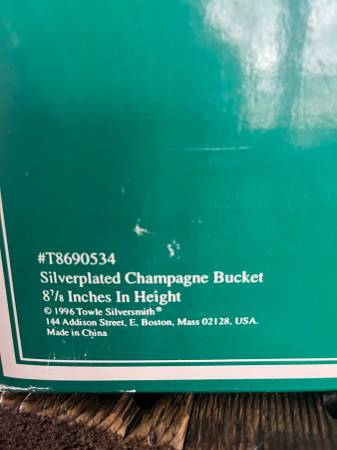 #T8690534
Silverplated Champagne Bucket
8⅞ Inches In Height
© 1996 Towle Silversmith®
144 Addison Street, E. Boston, Mass 02128, USA.
Made in China